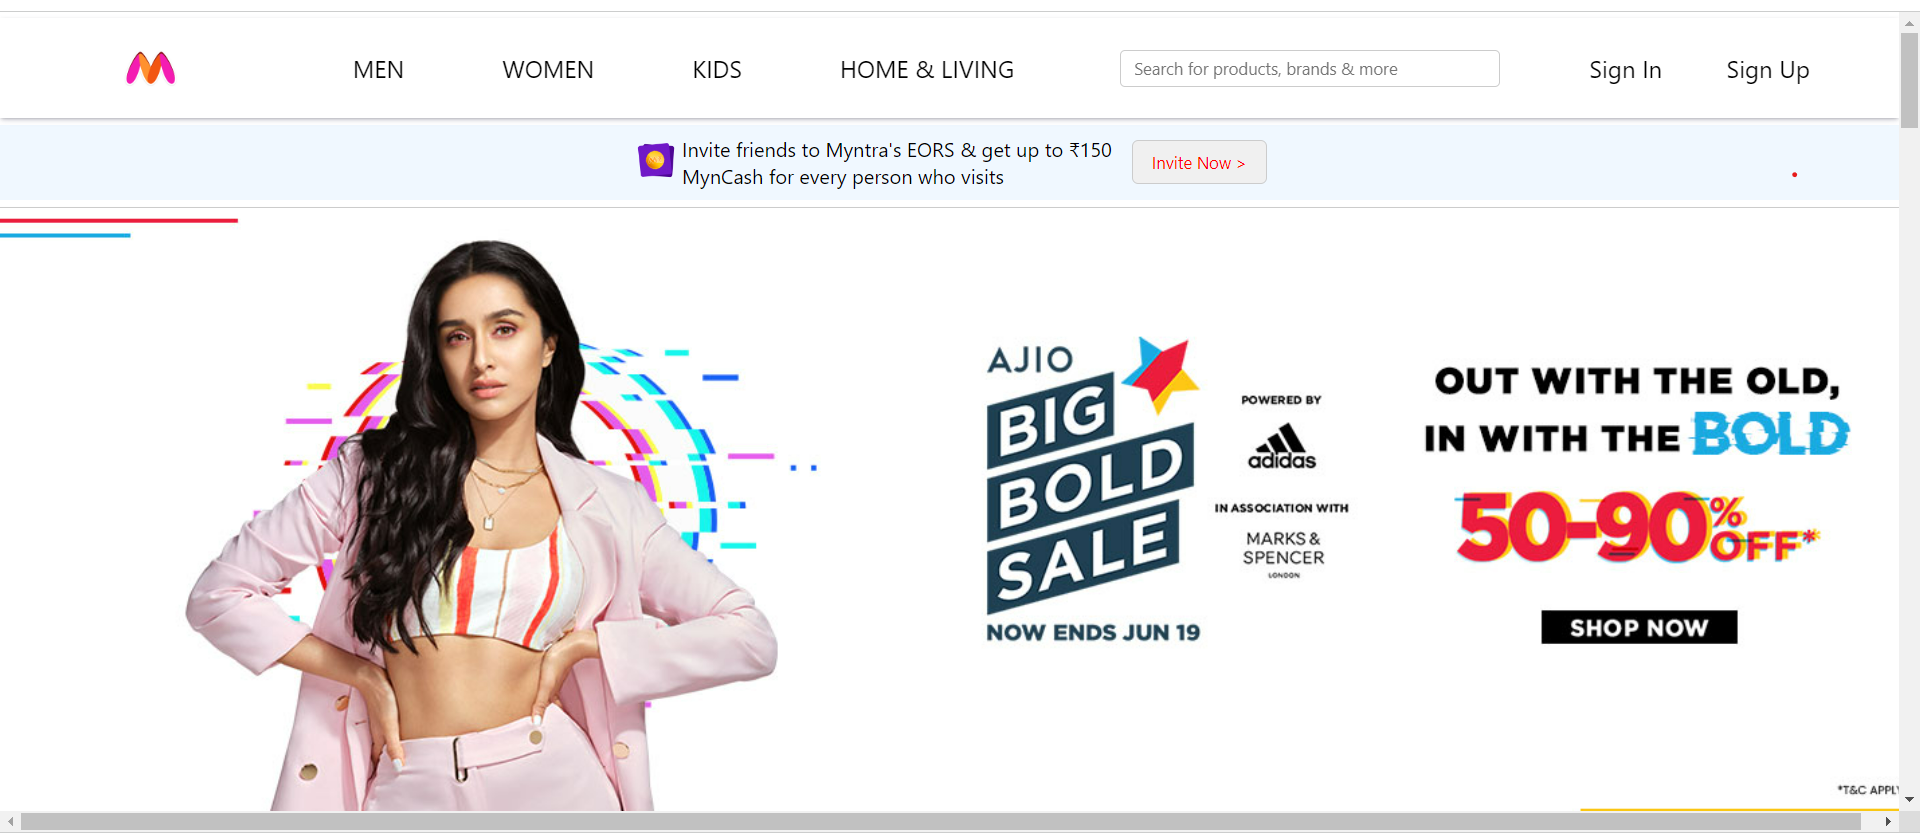 MEN WOMEN KIDS HOME & LIVING Search for products, brands & more Sign In Sign Up
Invite friends to Myntra's EORS & get up to ₹150
MynCash for every person who visits
Invite Now >
AJIO
BIG
BOLD
SALE
NOW ENDS JUN 19
POWERED BY
adidas
IN ASSOCIATION WITH
MARKS &
SPENCER
LONDON
OUT WITH THE OLD,
IN WITH THE BOLD
50-90% OFF*
SHOP NOW
*T&C APPLY